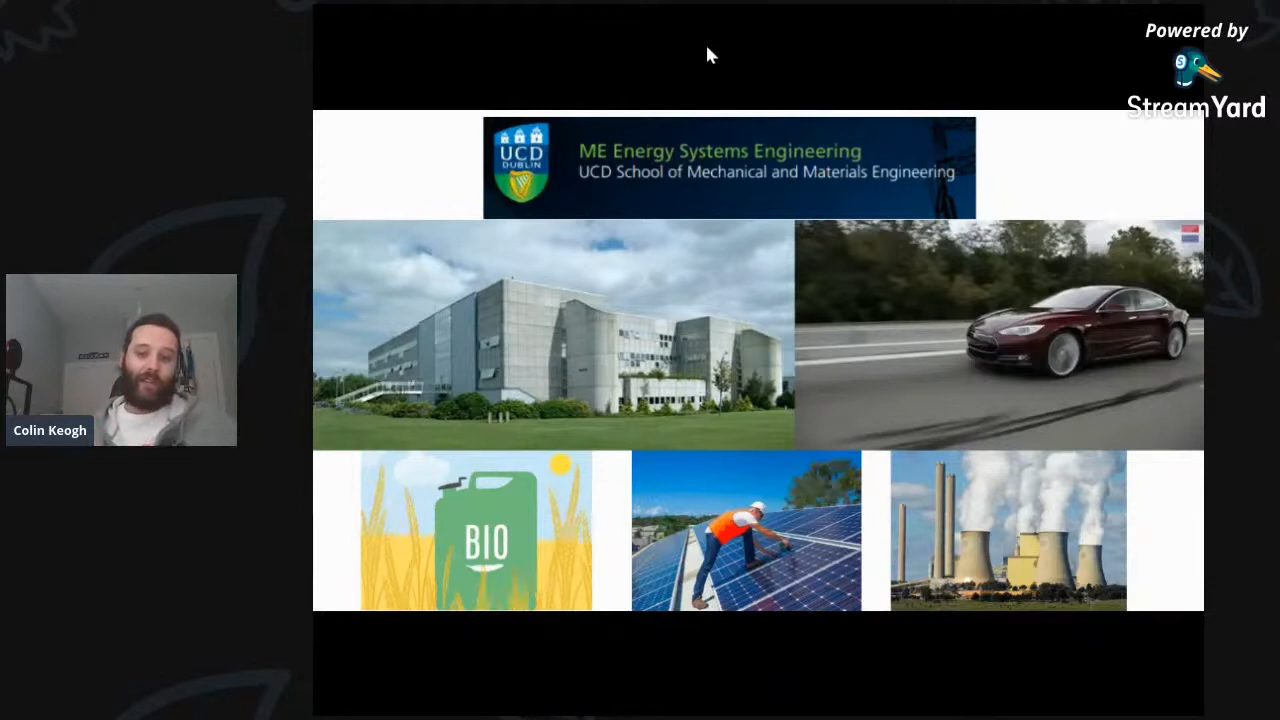 Powered by
StreamYard
UCD
DUBLIN
ME Energy Systems Engineering
UCD School of Mechanical and Materials Engineering
Colin Keogh
BIO